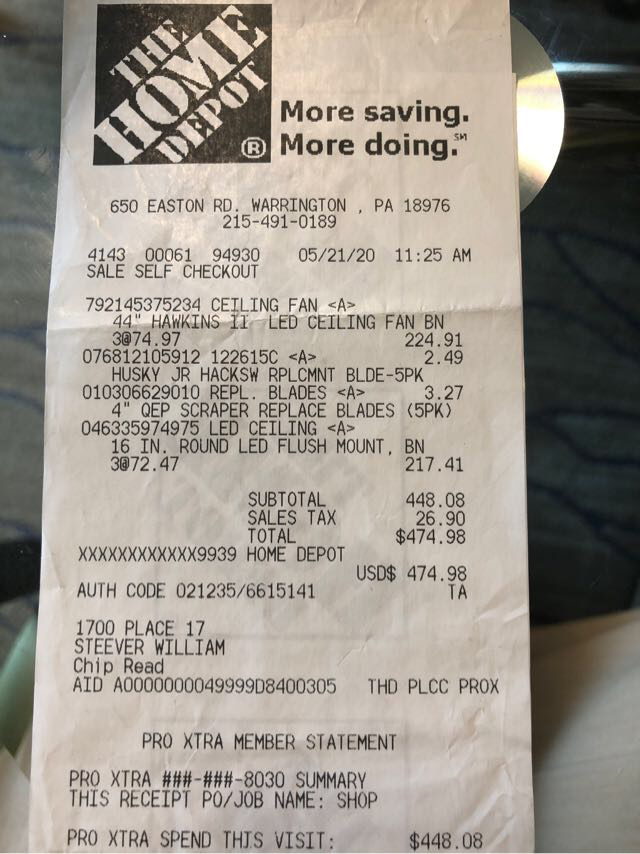 THE
HOME
DEPOT
®
More saving.
More doing.℠
650 EASTON RD. WARRINGTON , PA 18976
215-491-0189
4143 00061 94930 05/21/20 11:25 AM
SALE SELF CHECKOUT
792145375234 CEILING FAN <A>
44" HAWKINS II LED CEILING FAN BN
3@74.97 224.91
076812105912 122615C <A> 2.49
HUSKY JR HACKSW RPLCMNT BLDE-5PK
010306629010 REPL. BLADES <A> 3.27
4" QEP SCRAPER REPLACE BLADES (5PK)
046335974975 LED CEILING <A>
16 IN. ROUND LED FLUSH MOUNT, BN
3@72.47 217.41
SUBTOTAL 448.08
SALES TAX 26.90
TOTAL $474.98
XXXXXXXXXXXX9939 HOME DEPOT
USD$ 474.98
AUTH CODE 021235/6615141 TA
1700 PLACE 17
STEEVER WILLIAM
Chip Read
AID A0000000049999D8400305 THD PLCC PROX
PRO XTRA MEMBER STATEMENT
PRO XTRA ###-###-8030 SUMMARY
THIS RECEIPT PO/JOB NAME: SHOP
PRO XTRA SPEND THIS VISIT: $448.08